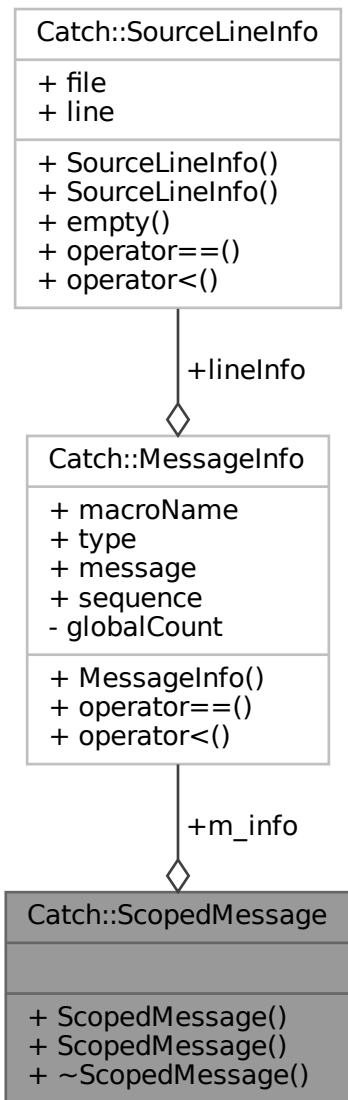 Catch::SourceLineInfo
+ file
+ line
+ SourceLineInfo()
+ SourceLineInfo()
+ empty()
+ operator==()
+ operator<()
+lineInfo
Catch::MessageInfo
+ macroName
+ type
+ message
+ sequence
- globalCount
+ MessageInfo()
+ operator==()
+ operator<()
+m_info
Catch::ScopedMessage
+ ScopedMessage()
+ ScopedMessage()
+ ~ScopedMessage()